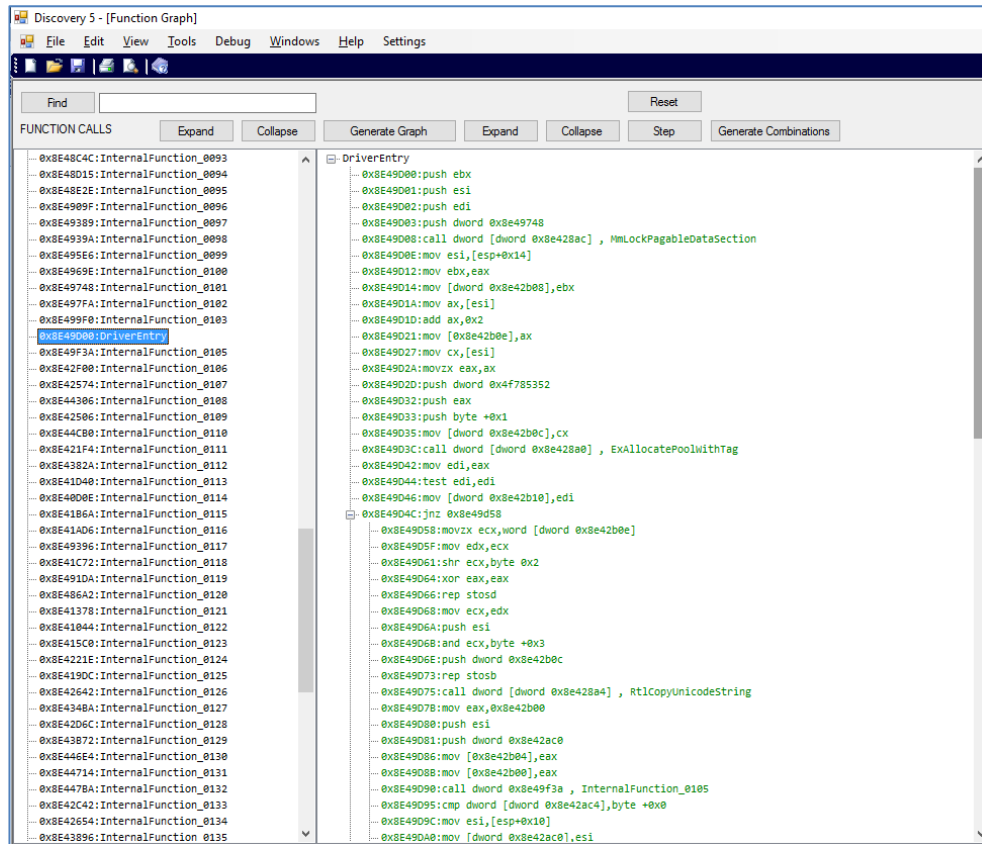 Discovery 5 - [Function Graph]
File Edit View Tools Debug Windows Help Settings
Find Reset
FUNCTION CALLS Expand Collapse Generate Graph Expand Collapse Step Generate Combinations
0x8E48C4C:InternalFunction_0093
0x8E48D15:InternalFunction_0094
0x8E48E2E:InternalFunction_0095
0x8E4909F:InternalFunction_0096
0x8E49389:InternalFunction_0097
0x8E4939A:InternalFunction_0098
0x8E495E6:InternalFunction_0099
0x8E4969E:InternalFunction_0100
0x8E49748:InternalFunction_0101
0x8E497FA:InternalFunction_0102
0x8E499F0:InternalFunction_0103
0x8E49D00:DriverEntry
0x8E49F3A:InternalFunction_0105
0x8E42F00:InternalFunction_0106
0x8E42574:InternalFunction_0107
0x8E44306:InternalFunction_0108
0x8E42506:InternalFunction_0109
0x8E44CB0:InternalFunction_0110
0x8E421F4:InternalFunction_0111
0x8E4382A:InternalFunction_0112
0x8E41D40:InternalFunction_0113
0x8E40D0E:InternalFunction_0114
0x8E41B6A:InternalFunction_0115
0x8E41AD6:InternalFunction_0116
0x8E49396:InternalFunction_0117
0x8E41C72:InternalFunction_0118
0x8E491DA:InternalFunction_0119
0x8E486A2:InternalFunction_0120
0x8E41378:InternalFunction_0121
0x8E41044:InternalFunction_0122
0x8E415C0:InternalFunction_0123
0x8E4221E:InternalFunction_0124
0x8E419DC:InternalFunction_0125
0x8E42642:InternalFunction_0126
0x8E434BA:InternalFunction_0127
0x8E42D6C:InternalFunction_0128
0x8E43B72:InternalFunction_0129
0x8E446E4:InternalFunction_0130
0x8E44714:InternalFunction_0131
0x8E447BA:InternalFunction_0132
0x8E42C42:InternalFunction_0133
0x8E42654:InternalFunction_0134
0x8E43896:InternalFunction_0135
DriverEntry
0x8E49D00:push ebx
0x8E49D01:push esi
0x8E49D02:push edi
0x8E49D03:push dword 0x8e49748
0x8E49D08:call dword [dword 0x8e428ac] , MmLockPagableDataSection
0x8E49D0E:mov esi,[esp+0x14]
0x8E49D12:mov ebx,eax
0x8E49D14:mov [dword 0x8e42b08],ebx
0x8E49D1A:mov ax,[esi]
0x8E49D1D:add ax,0x2
0x8E49D21:mov [0x8e42b0e],ax
0x8E49D27:mov cx,[esi]
0x8E49D2A:movzx eax,ax
0x8E49D2D:push dword 0x4f785352
0x8E49D32:push eax
0x8E49D33:push byte +0x1
0x8E49D35:mov [dword 0x8e42b0c],cx
0x8E49D3C:call dword [dword 0x8e428a0] , ExAllocatePoolWithTag
0x8E49D42:mov edi,eax
0x8E49D44:test edi,edi
0x8E49D46:mov [dword 0x8e42b10],edi
0x8E49D4C:jnz 0x8e49d58
0x8E49D58:movzx ecx,word [dword 0x8e42b0e]
0x8E49D5F:mov edx,ecx
0x8E49D61:shr ecx,byte 0x2
0x8E49D64:xor eax,eax
0x8E49D66:rep stosd
0x8E49D68:mov ecx,edx
0x8E49D6A:push esi
0x8E49D6B:and ecx,byte +0x3
0x8E49D6E:push dword 0x8e42b0c
0x8E49D73:rep stosb
0x8E49D75:call dword [dword 0x8e428a4] , RtlCopyUnicodeString
0x8E49D7B:mov eax,0x8e42b00
0x8E49D80:push esi
0x8E49D81:push dword 0x8e42ac0
0x8E49D86:mov [0x8e42b04],eax
0x8E49D8B:mov [0x8e42b00],eax
0x8E49D90:call dword 0x8e49f3a , InternalFunction_0105
0x8E49D95:cmp dword [dword 0x8e42ac4],byte +0x0
0x8E49D9C:mov esi,[esp+0x10]
0x8E49DA0:mov [dword 0x8e42ac0],esi